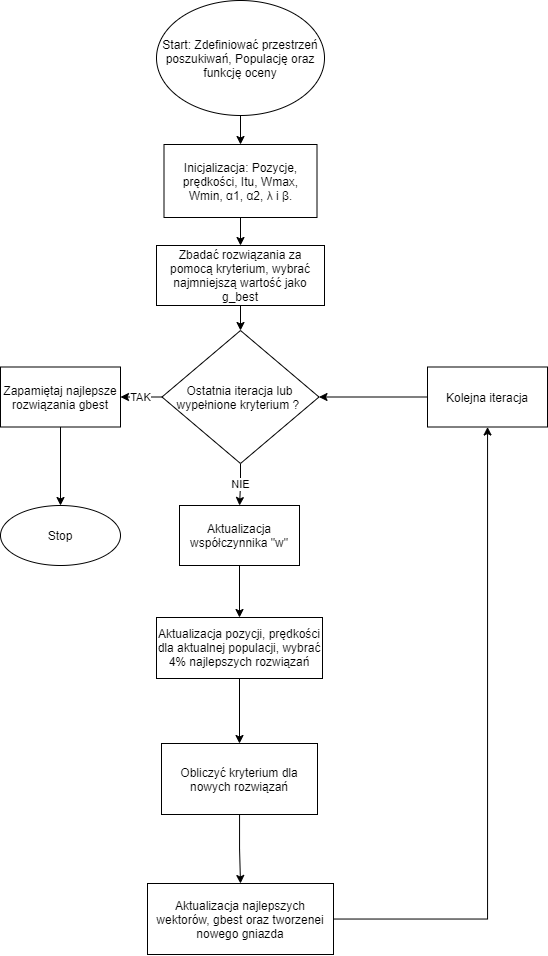 Start: Zdefiniować przestrzeń
poszukiwań, Populację oraz
funkcję oceny
Inicjalizacja: Pozycje,
prędkości, Itu, Wmax,
Wmin, α1, α2, λ i β.
Zbadać rozwiązania za
pomocą kryterium, wybrać
najmniejszą wartość jako
g_best
Ostatnia iteracja lub
wypełnione kryterium ?
TAK
Zapamiętaj najlepsze
rozwiązania gbest
Stop
Kolejna iteracja
NIE
Aktualizacja
współczynnika "w"
Aktualizacja pozycji, prędkości
dla aktualnej populacji, wybrać
4% najlepszych rozwiązań
Obliczyć kryterium dla
nowych rozwiązań
Aktualizacja najlepszych
wektorów, gbest oraz tworzenei
nowego gniazda